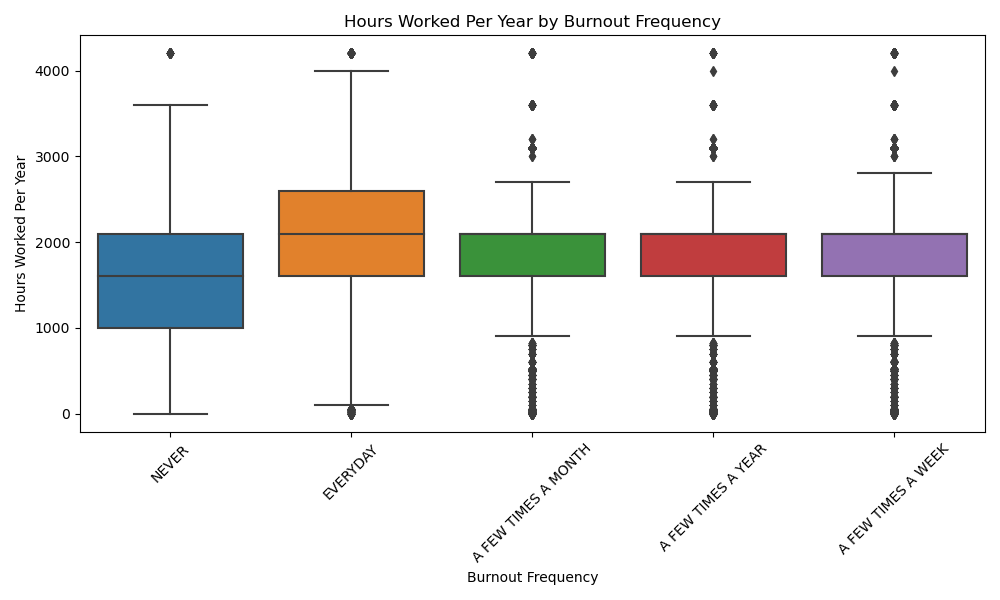 Hours Worked Per Year by Burnout Frequency
Hours Worked Per Year
4000
3000
2000
1000
0
NEVER
EVERYDAY
A FEW TIMES A MONTH
A FEW TIMES A YEAR
A FEW TIMES A WEEK
Burnout Frequency